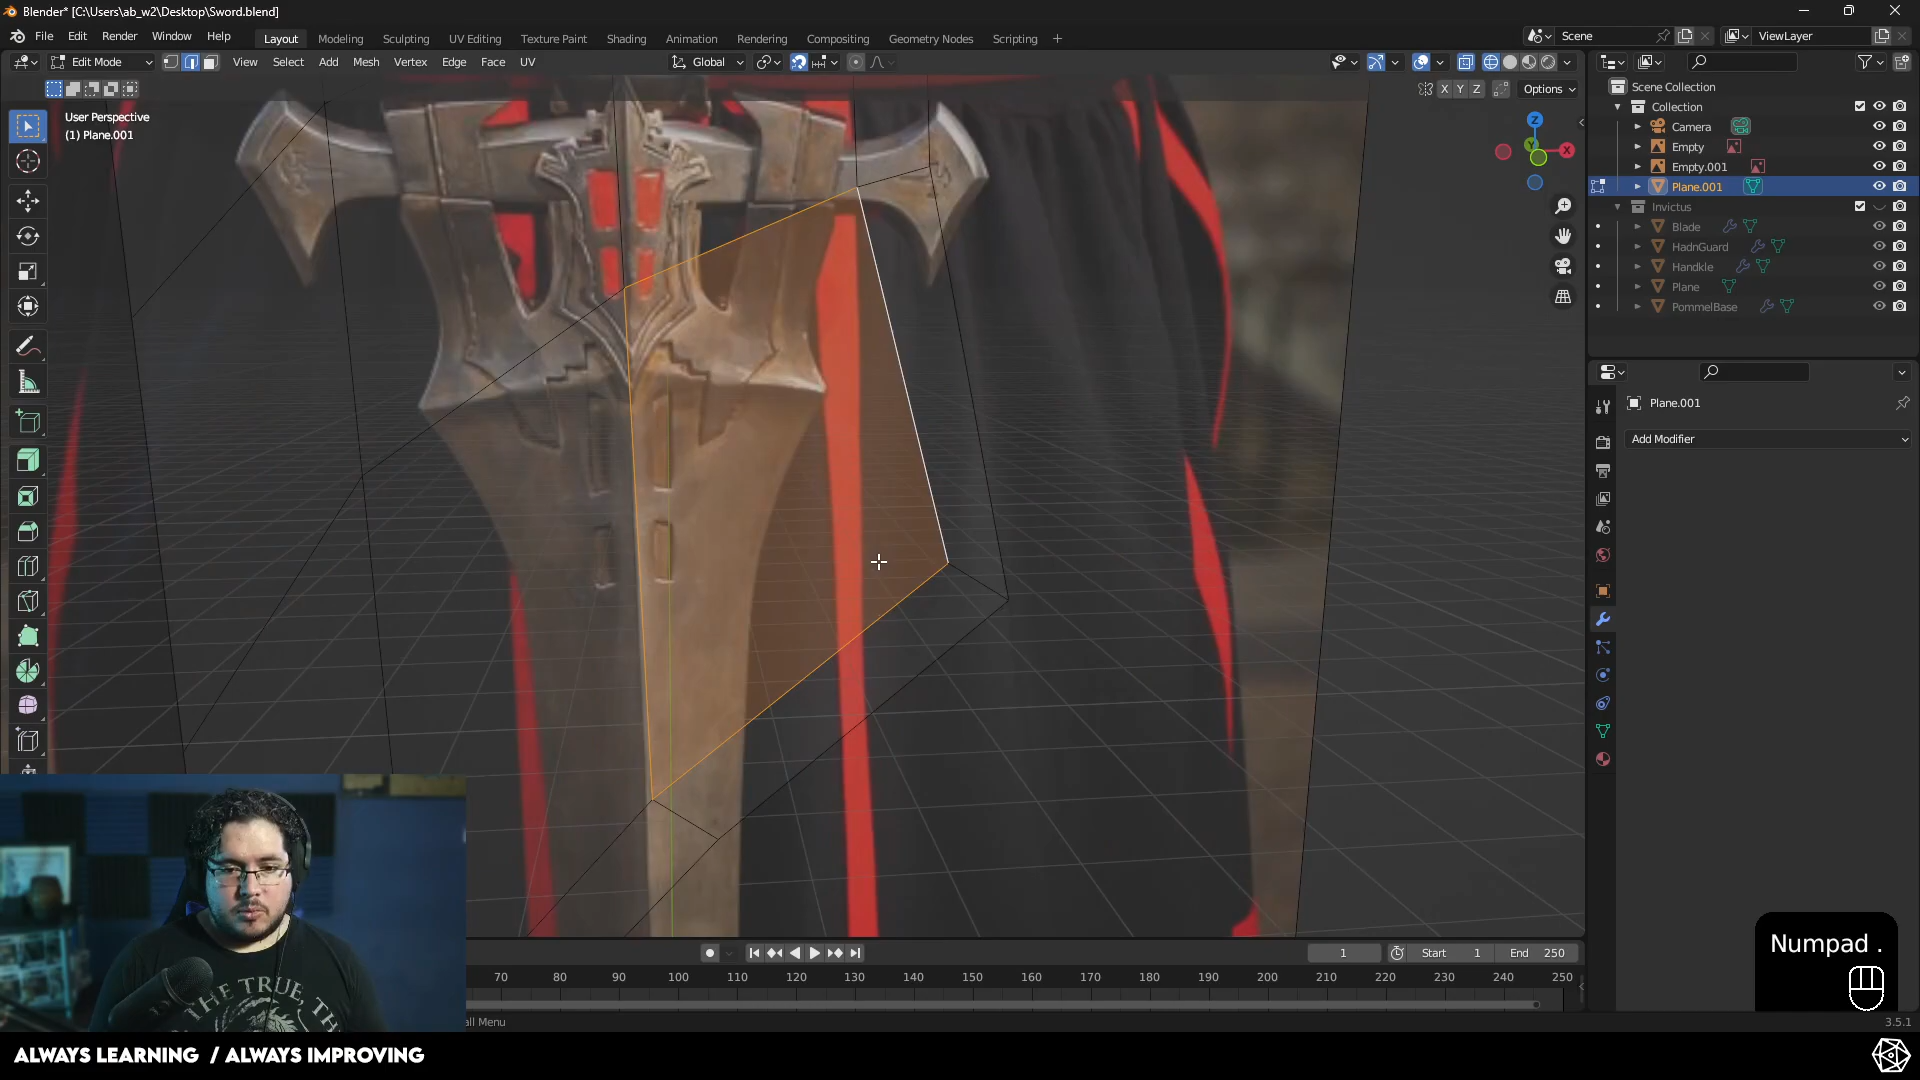 Blender* [C:\Users\ab_w2\Desktop\Sword.blend]
File Edit Render Window Help Layout Modeling Sculpting UV Editing Texture Paint Shading Animation Rendering Compositing Geometry Nodes Scripting + Scene ViewLayer
Edit Mode View Select Add Mesh Vertex Edge Face UV Global
X Y Z Options
User Perspective
(1) Plane.001
Z
X
Y
Scene Collection
Collection
Camera
Empty
Empty.001
Plane.001
Invictus
Blade
HadnGuard
Handkle
Plane
PommelBase
Plane.001
Add Modifier
Numpad .
1 Start 1 End 250
70 80 90 100 110 120 130 140 150 160 170 180 190 200 210 220 230 240 250
all Menu
3.5.1
THE TRUE, TH
ALWAYS LEARNING / ALWAYS IMPROVING